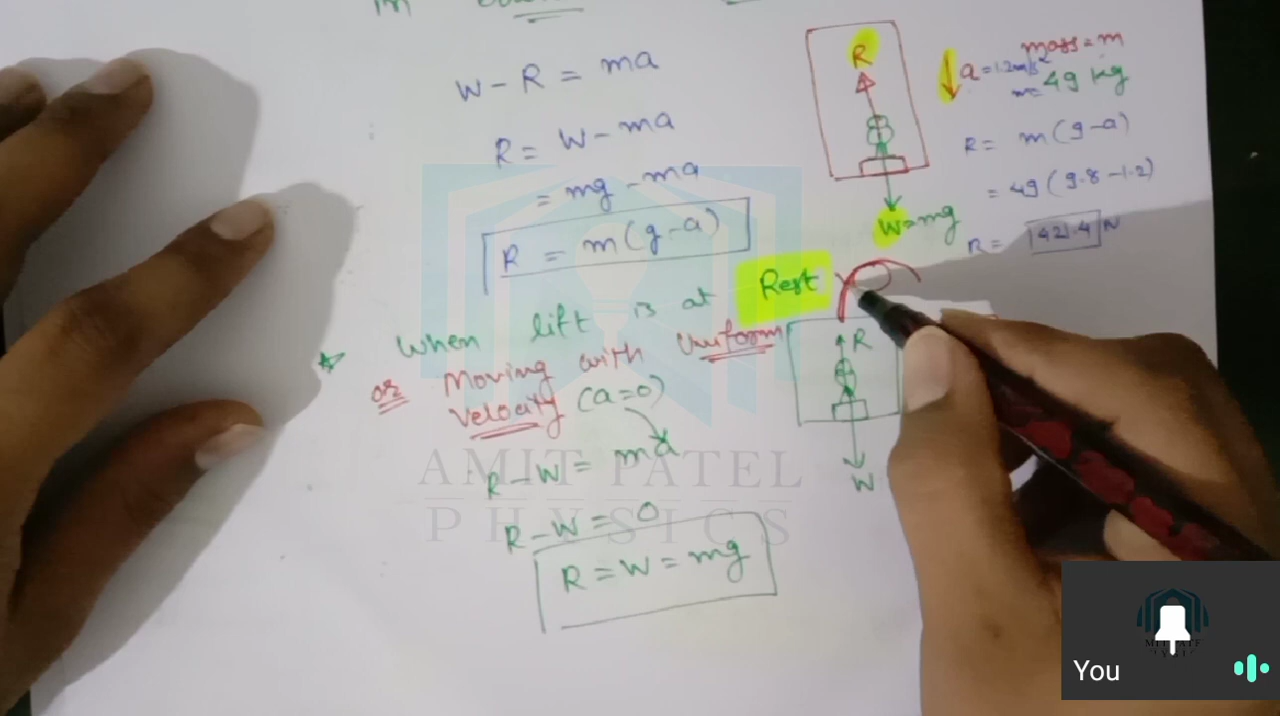 W - R = ma
R = W - ma
= mg - ma
R = m(g-a)
R
W=mg
a = 1.2m/s²
mass = m
m= 49 kg
R = m(g-a)
= 49(9.8-1.2)
R = 421.4 N
When lift is at Rest
or Moving with Uniform
Velocity (a=0)
R
W
R - W = ma
R - W = 0
R = W = mg
AMIT PATEL
PHYSICS
You